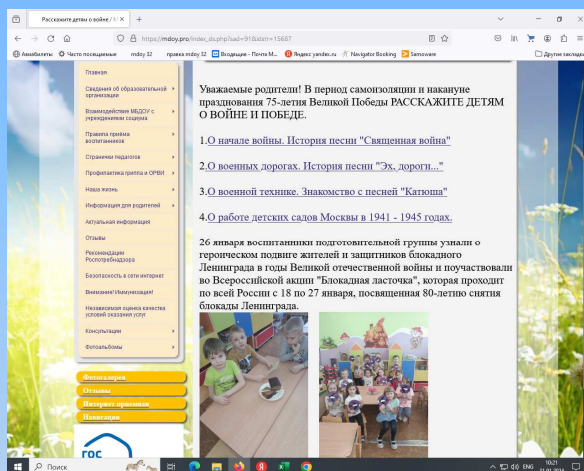 Расскажите детям о войне / М
https://mdoy.pro/index_ds.php?sad=91&idstr=15687
Авиабилеты Часто посещаемые mdoy 32 правка mdoy 32 Входящие - Почта М... Яндекс yandex.ru Navigator Booking Samoware Другие закладки
Главная
Сведения об образовательной
организации
Взаимодействие МБДОУ с
учреждениями социума
Правила приёма
воспитанников
Странички педагогов
Профилактика гриппа и ОРВИ
Наша жизнь
Информация для родителей
Актуальная информация
Отзывы
Рекомендации
Роспотребнадзора
Безопасность в сети интернет
Внимание! Иммунизация!
Независимая оценка качества
условий оказания услуг
Консультации
Фотоальбомы
Фотогалерея
Отзывы
Интернет приемная
Навигация
гос
Уважаемые родители! В период самоизоляции и накануне
празднования 75-летия Великой Победы РАССКАЖИТЕ ДЕТЯМ
О ВОЙНЕ И ПОБЕДЕ.
1.О начале войны. История песни "Священная война"
2.О военных дорогах. История песни "Эх, дороги..."
3.О военной технике. Знакомство с песней "Катюша"
4.О работе детских садов Москвы в 1941 - 1945 годах.
26 января воспитанники подготовительной группы узнали о
героическом подвиге жителей и защитников блокадного
Ленинграда в годы Великой отечественной войны и поучаствовали
во Всероссийской акции "Блокадная ласточка", которая проходит
по всей России с 18 по 27 января, посвященная 80-летию снятия
блокады Ленинграда.
Поиск
ENG
10:21
31.01.2024